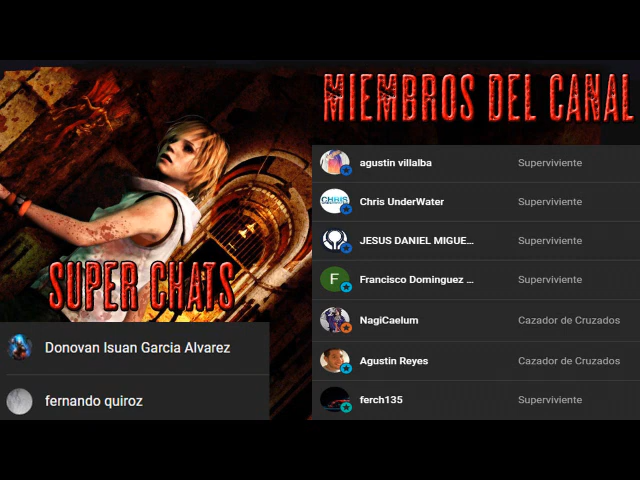 MIEMBROS DEL CANAL
agustin villalba Superviviente
Chris UnderWater Superviviente
JESUS DANIEL MIGUE... Superviviente
F Francisco Dominguez ... Superviviente
NagiCaelum Cazador de Cruzados
Agustin Reyes Cazador de Cruzados
ferch135 Superviviente
SUPER CHATS
Donovan Isuan Garcia Alvarez
fernando quiroz